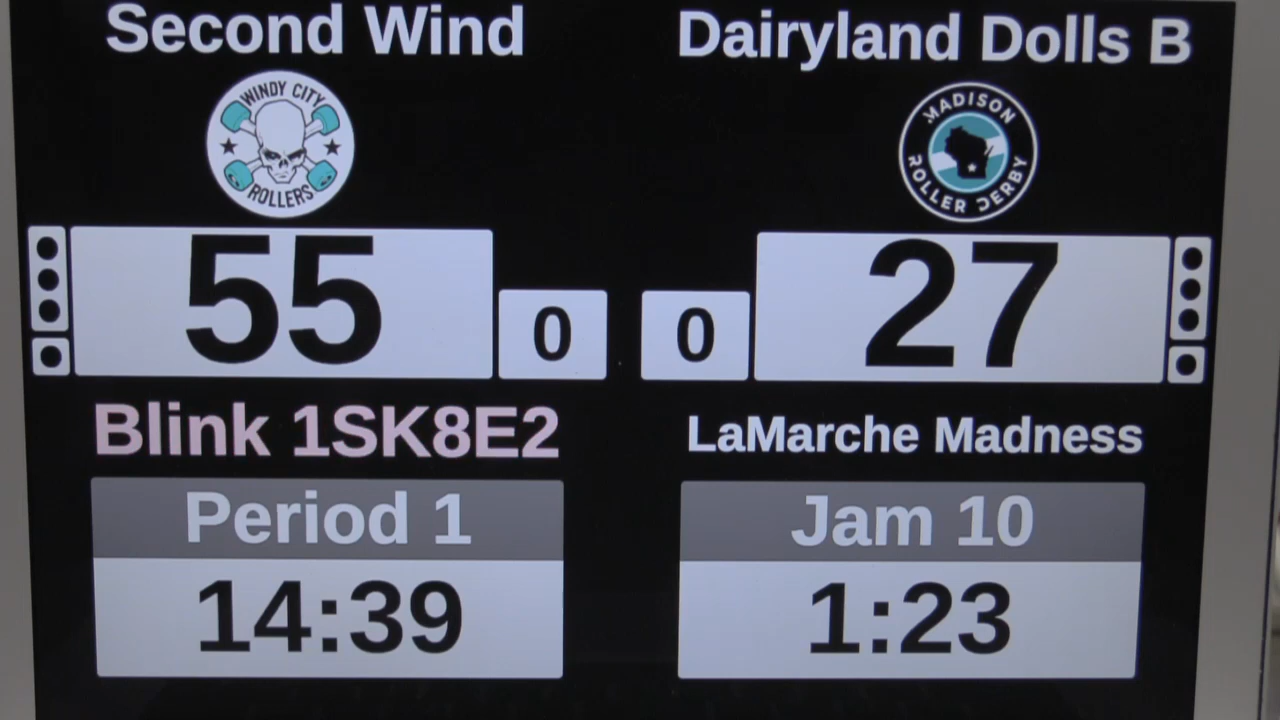 Second Wind
Dairyland Dolls B
WINDY CITY
ROLLERS
MADISON
ROLLER DERBY
55
0
0
27
Blink 1SK8E2
LaMarche Madness
Period 1
Jam 10
14:39
1:23